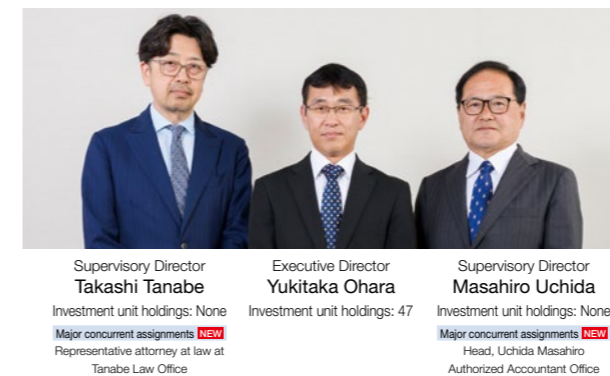 Supervisory Director
Takashi Tanabe
Investment unit holdings: None
Major concurrent assignments NEW
Representative attorney at law at
Tanabe Law Office
Executive Director
Yukitaka Ohara
Investment unit holdings: 47
Supervisory Director
Masahiro Uchida
Investment unit holdings: None
Major concurrent assignments NEW
Head, Uchida Masahiro
Authorized Accountant Office